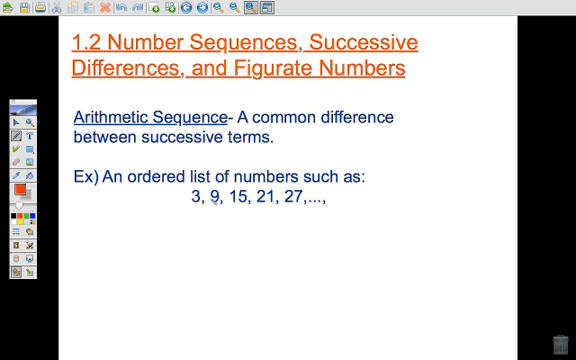 1.2 Number Sequences, Successive
Differences, and Figurate Numbers
Arithmetic Sequence- A common difference
between successive terms.
Ex) An ordered list of numbers such as:
3, 9, 15, 21, 27,...,